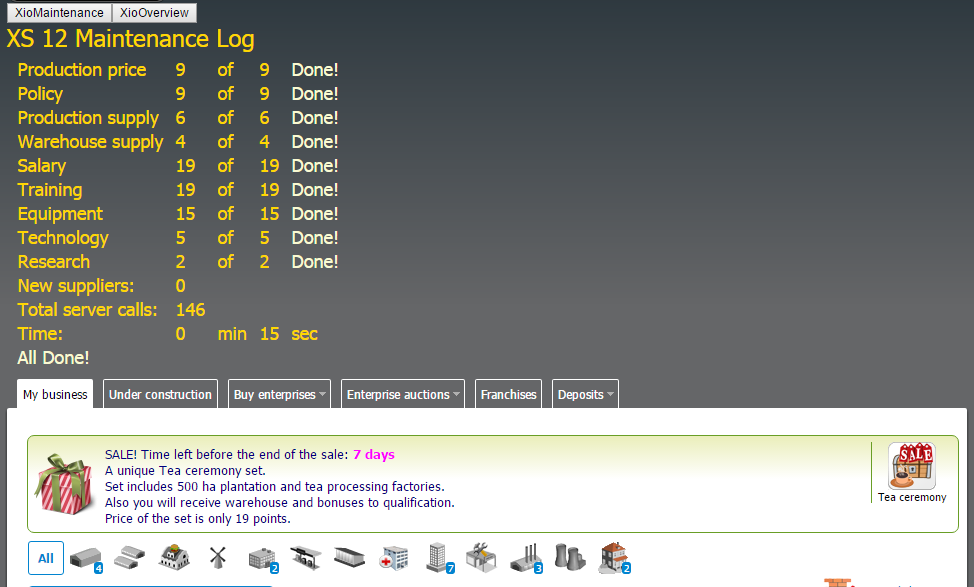 XioMaintenance XioOverview
XS 12 Maintenance Log
Production price 9 of 9 Done!
Policy 9 of 9 Done!
Production supply 6 of 6 Done!
Warehouse supply 4 of 4 Done!
Salary 19 of 19 Done!
Training 19 of 19 Done!
Equipment 15 of 15 Done!
Technology 5 of 5 Done!
Research 2 of 2 Done!
New suppliers: 0
Total server calls: 146
Time: 0 min 15 sec
All Done!
My business Under construction Buy enterprises Enterprise auctions Franchises Deposits
SALE! Time left before the end of the sale: 7 days
A unique Tea ceremony set.
Set includes 500 ha plantation and tea processing factories.
Also you will receive warehouse and bonuses to qualification.
Price of the set is only 19 points.
SALE
Tea ceremony
All 4 2 7 3 2